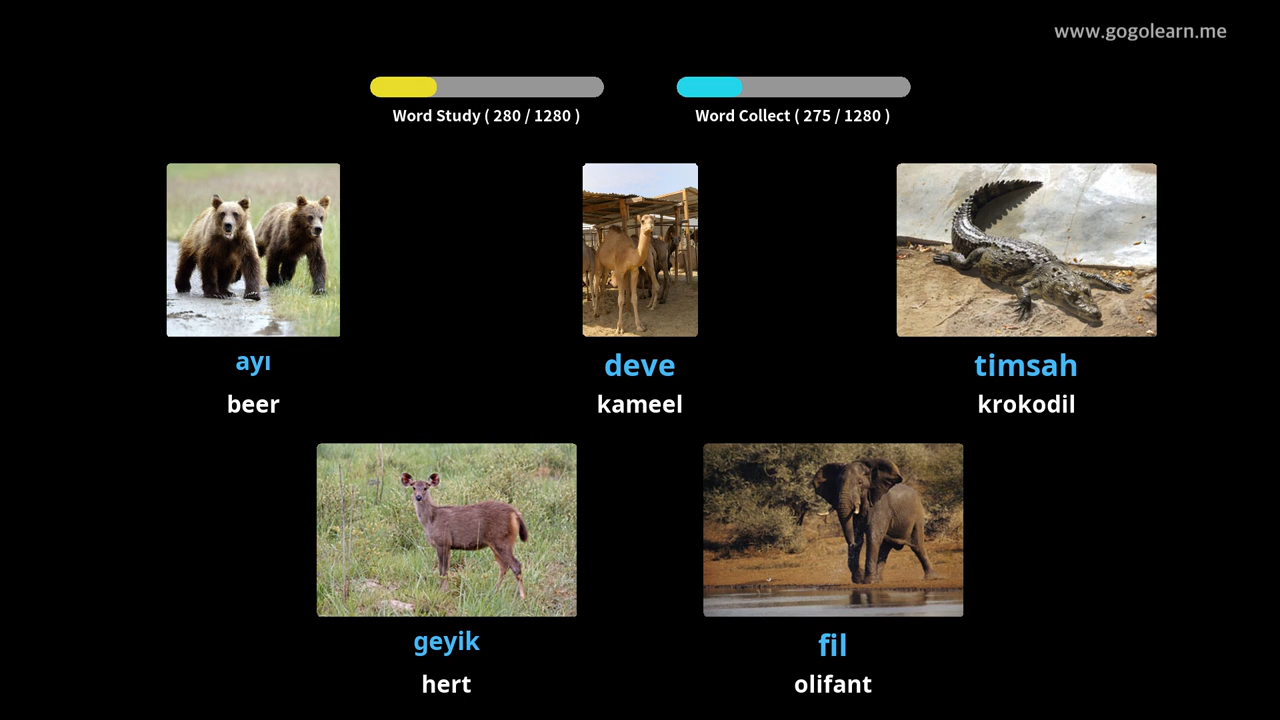 www.gogolearn.me
Word Study ( 280 / 1280 )
Word Collect ( 275 / 1280 )
ayı
deve
timsah
beer
kameel
krokodil
geyik
fil
hert
olifant